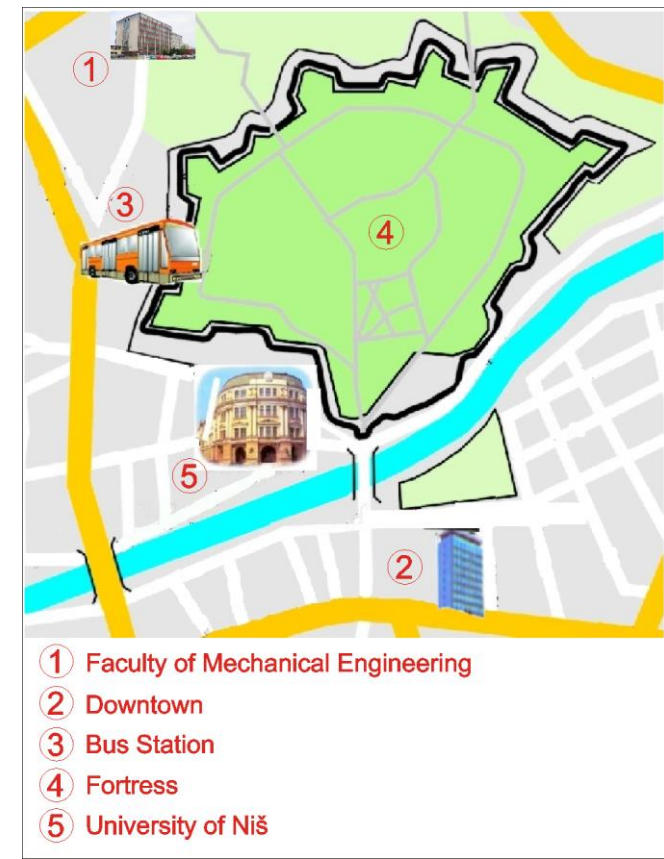 1
3
4
5
2
1 Faculty of Mechanical Engineering
2 Downtown
3 Bus Station
4 Fortress
5 University of Niš